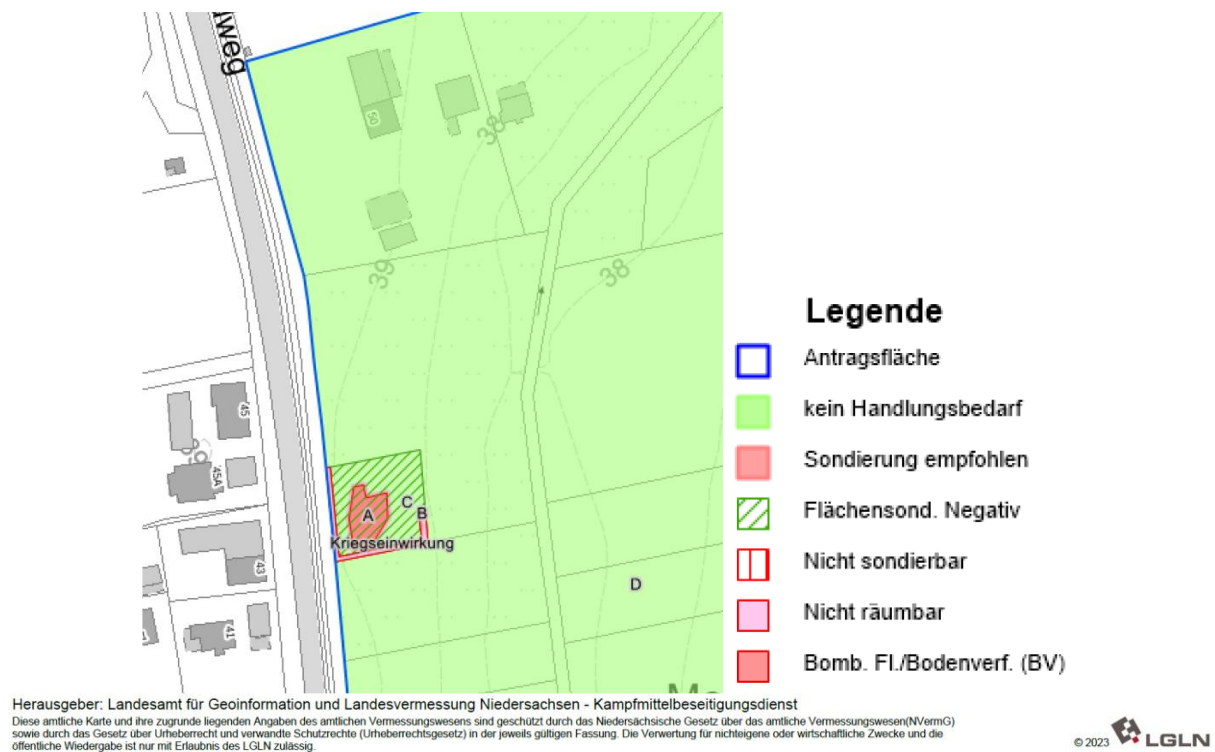 weg
50
38
39
38
45
39
45A
A
C
B
Kriegseinwirkung
43
D
41
Legende
Antragsfläche
kein Handlungsbedarf
Sondierung empfohlen
Flächensond. Negativ
Nicht sondierbar
Nicht räumbar
Bomb. Fl./Bodenverf. (BV)
Herausgeber: Landesamt für Geoinformation und Landesvermessung Niedersachsen - Kampfmittelbeseitigungsdienst
Diese amtliche Karte und ihre zugrunde liegenden Angaben des amtlichen Vermessungswesens sind geschützt durch das Niedersächsische Gesetz über das amtliche Vermessungswesen(NVermG)
sowie durch das Gesetz über Urheberrecht und verwandte Schutzrechte (Urheberrechtsgesetz) in der jeweils gültigen Fassung. Die Verwertung für nichteigene oder wirtschaftliche Zwecke und die
öffentliche Wiedergabe ist nur mit Erlaubnis des LGLN zulässig.
© 2023 LGLN